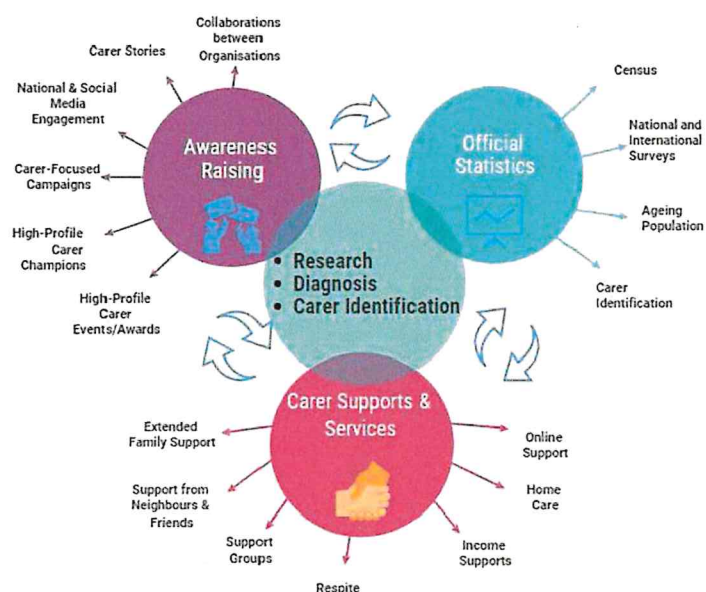 Collaborations
between
Organisations
Carer Stories
National & Social
Media
Engagement
Carer-Focused
Campaigns
High-Profile
Carer
Champions
High-Profile
Carer
Events/Awards
Awareness
Raising
Official
Statistics
Census
National and
International
Surveys
Ageing
Population
Carer
Identification
• Research
• Diagnosis
• Carer Identification
Carer Supports &
Services
Extended
Family Support
Support from
Neighbours &
Friends
Support
Groups
Respite
Income
Supports
Home
Care
Online
Support